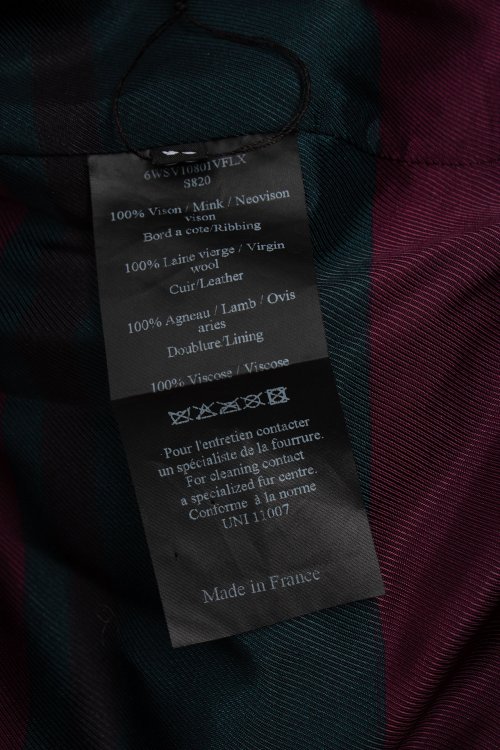 6WSV10801VFLX
S820
100% Vison / Mink / Neovison
vison
Bord a cote/Ribbing
100% Laine vierge / Virgin
wool
Cuir/Leather
100% Agneau / Lamb / Ovis
aries
Doublure/Lining
100% Viscose / Viscose
Pour l'entretien contacter
un spécialiste de la fourrure.
For cleaning contact
a specialized fur centre.
Conforme à la norme
UNI 11007
Made in France